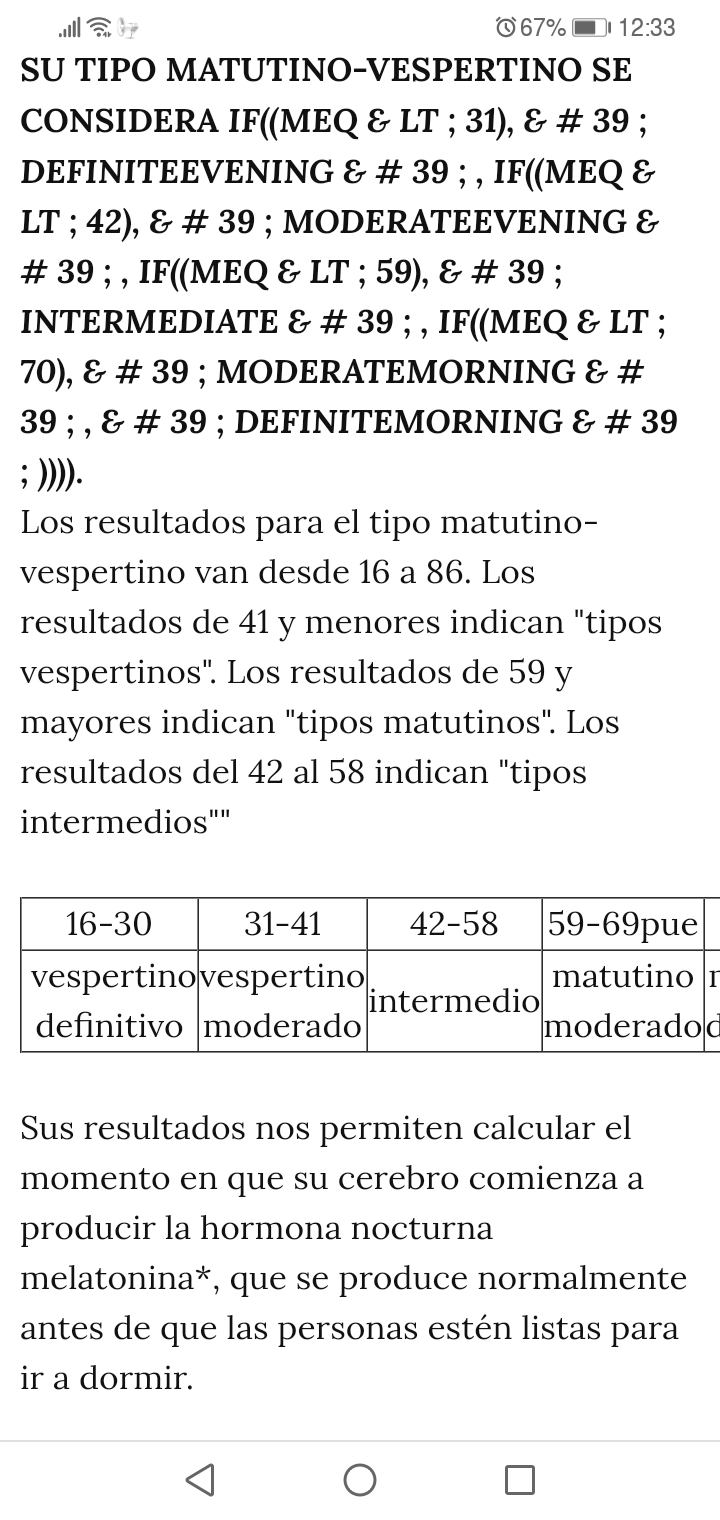 67% 12:33
SU TIPO MATUTINO-VESPERTINO SE
CONSIDERA IF((MEQ & LT ; 31), & # 39 ;
DEFINITEEVENING & # 39 ; , IF((MEQ &
LT ; 42), & # 39 ; MODERATEEVENING &
# 39 ; , IF((MEQ & LT ; 59), & # 39 ;
INTERMEDIATE & # 39 ; , IF((MEQ & LT ;
70), & # 39 ; MODERATEMORNING & #
39 ; , & # 39 ; DEFINITEMORNING & # 39
; )))).
Los resultados para el tipo matutino-
vespertino van desde 16 a 86. Los
resultados de 41 y menores indican "tipos
vespertinos". Los resultados de 59 y
mayores indican "tipos matutinos". Los
resultados del 42 al 58 indican "tipos
intermedios""
16-30 31-41 42-58 59-69pue
vespertino definitivo vespertino moderado intermedio matutino moderado
Sus resultados nos permiten calcular el
momento en que su cerebro comienza a
producir la hormona nocturna
melatonina*, que se produce normalmente
antes de que las personas estén listas para
ir a dormir.